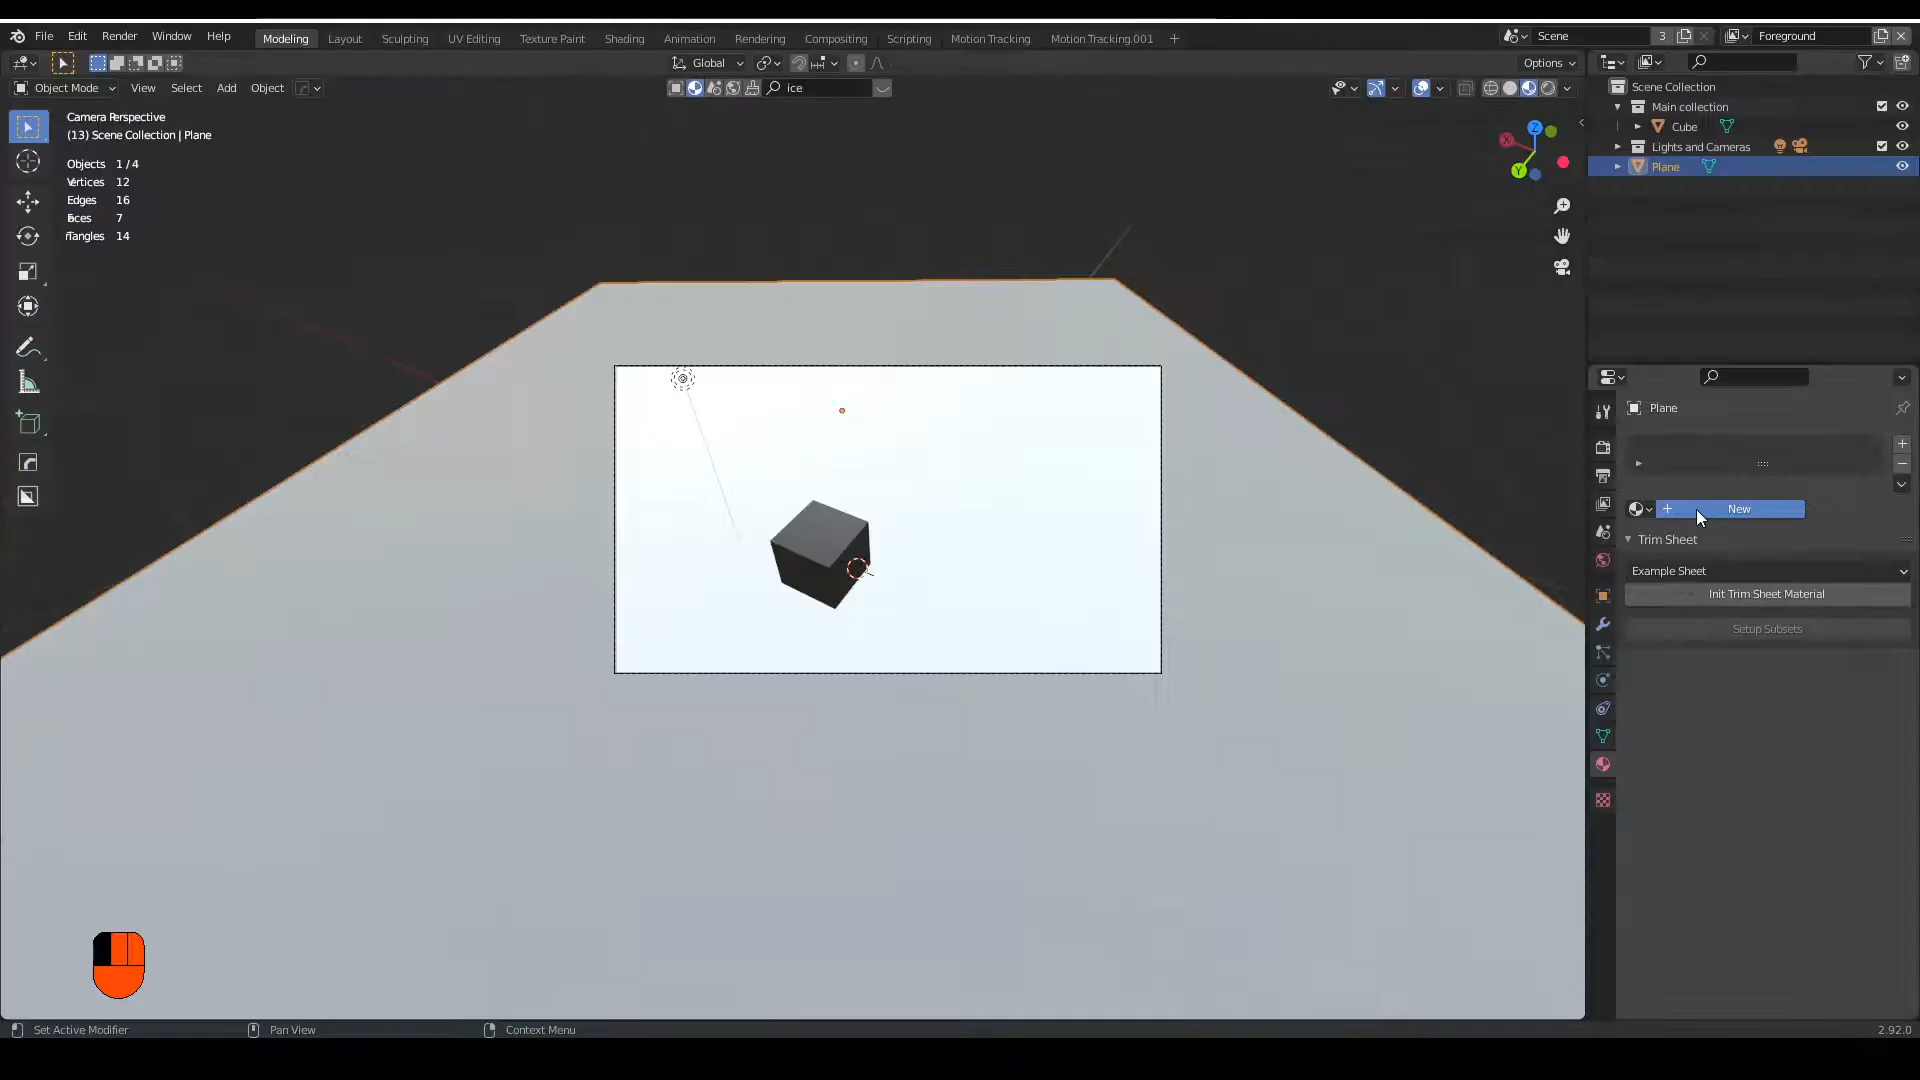 File Edit Render Window Help
Modeling Layout Sculpting UV Editing Texture Paint Shading Animation Rendering Compositing Scripting Motion Tracking Motion Tracking.001 +
Scene 3 Foreground
Global
Options
Object Mode View Select Add Object
ice
Camera Perspective
(13) Scene Collection | Plane
Objects 1 / 4
Vertices 12
Edges 16
Faces 7
Triangles 14
X
Z
Y
Scene Collection
Main collection
Cube
Lights and Cameras
Plane
Plane
+ New
Trim Sheet
Example Sheet
Init Trim Sheet Material
Setup Subsets
Set Active Modifier
Pan View
Context Menu
2.92.0